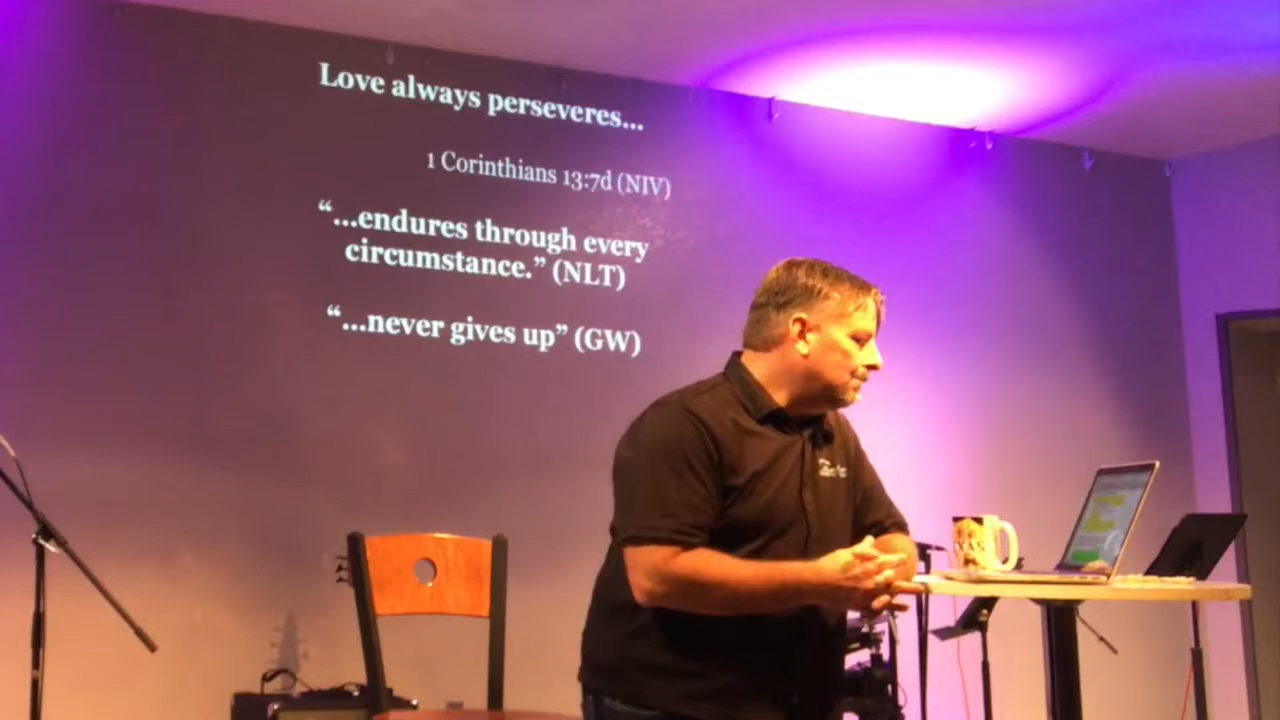 Love always perseveres...
1 Corinthians 13:7d (NIV)
“...endures through every
circumstance.” (NLT)
“...never gives up” (GW)